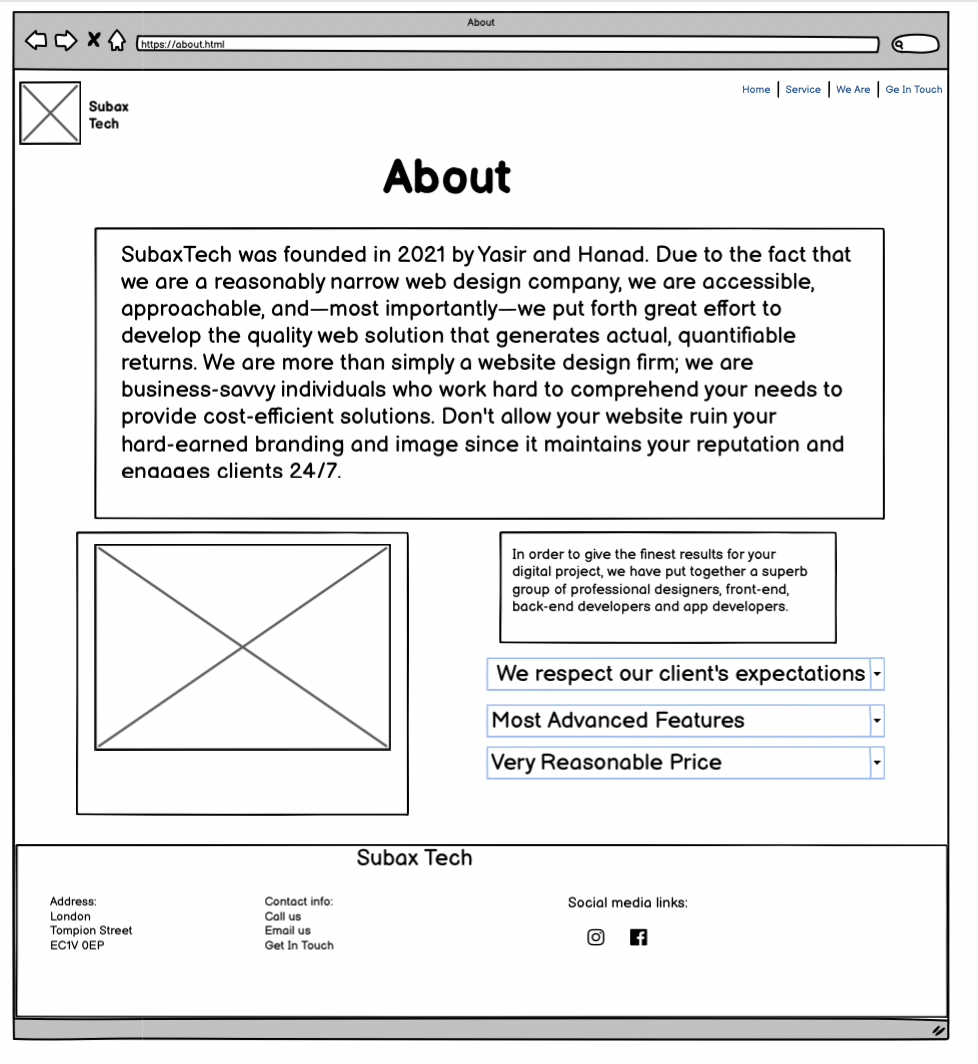 About
https://about.html
Home Service We Are Ge In Touch
Subax
Tech
About
SubaxTech was founded in 2021 by Yasir and Hanad. Due to the fact that
we are a reasonably narrow web design company, we are accessible,
approachable, and—most importantly—we put forth great effort to
develop the quality web solution that generates actual, quantifiable
returns. We are more than simply a website design firm; we are
business-savvy individuals who work hard to comprehend your needs to
provide cost-efficient solutions. Don't allow your website ruin your
hard-earned branding and image since it maintains your reputation and
engages clients 24/7.
In order to give the finest results for your
digital project, we have put together a superb
group of professional designers, front-end,
back-end developers and app developers.
We respect our client's expectations
Most Advanced Features
Very Reasonable Price
Subax Tech
Address:
London
Tompion Street
EC1V 0EP
Contact info:
Call us
Email us
Get In Touch
Social media links: